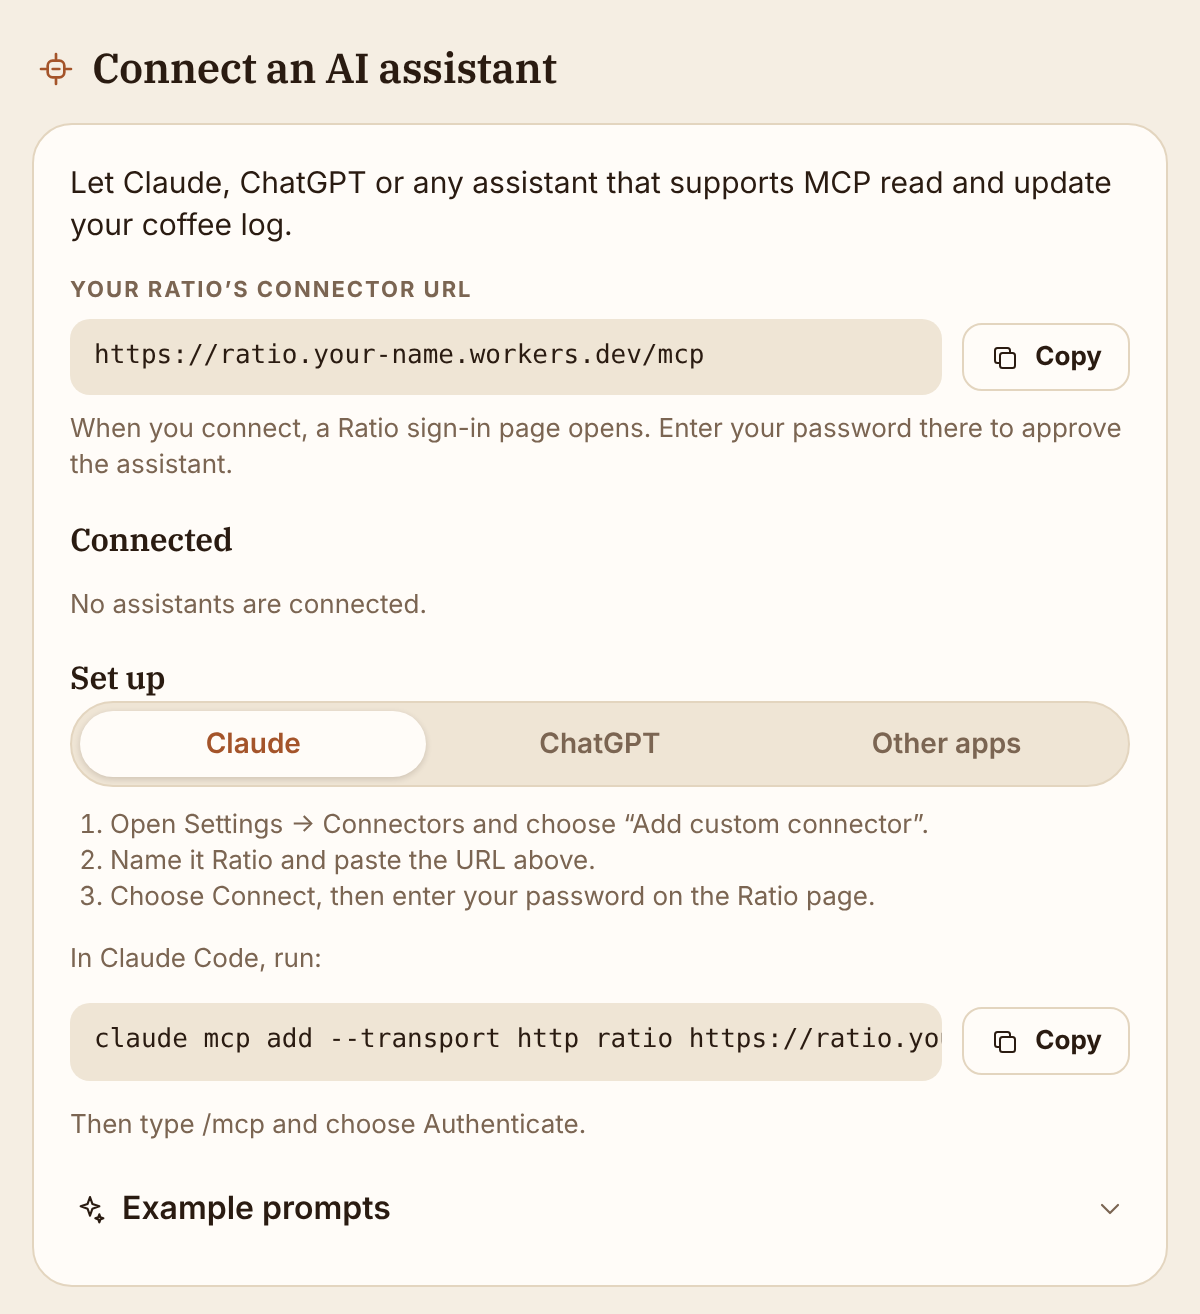 Connect an AI assistant
Let Claude, ChatGPT or any assistant that supports MCP read and update
your coffee log.
YOUR RATIO’S CONNECTOR URL
https://ratio.your-name.workers.dev/mcp
Copy
When you connect, a Ratio sign-in page opens. Enter your password there to approve
the assistant.
Connected
No assistants are connected.
Set up
Claude
ChatGPT
Other apps
1. Open Settings → Connectors and choose “Add custom connector”.
2. Name it Ratio and paste the URL above.
3. Choose Connect, then enter your password on the Ratio page.
In Claude Code, run:
claude mcp add --transport http ratio https://ratio.yo
Copy
Then type /mcp and choose Authenticate.
Example prompts